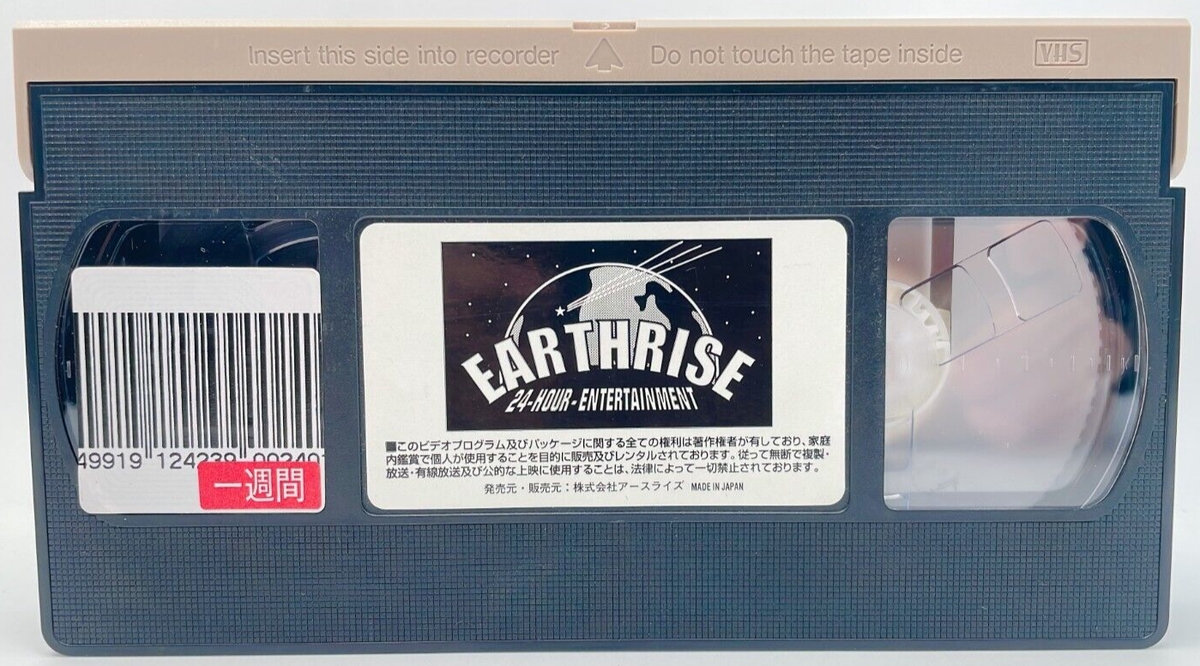 Insert this side into recorder Do not touch the tape inside VHS
EARTHRISE
24-HOUR-ENTERTAINMENT
■このビデオプログラム及びパッケージに関する全ての権利は著作権者が有しており、家庭
内鑑賞で個人が使用することを目的に販売及びレンタルされております。従って無断で複製・
放送・有線放送及び公的な上映に使用することは、法律によって一切禁止されております。
発売元・販売元：株式会社アースライズ MADE IN JAPAN
49919 124239 00240
一週間